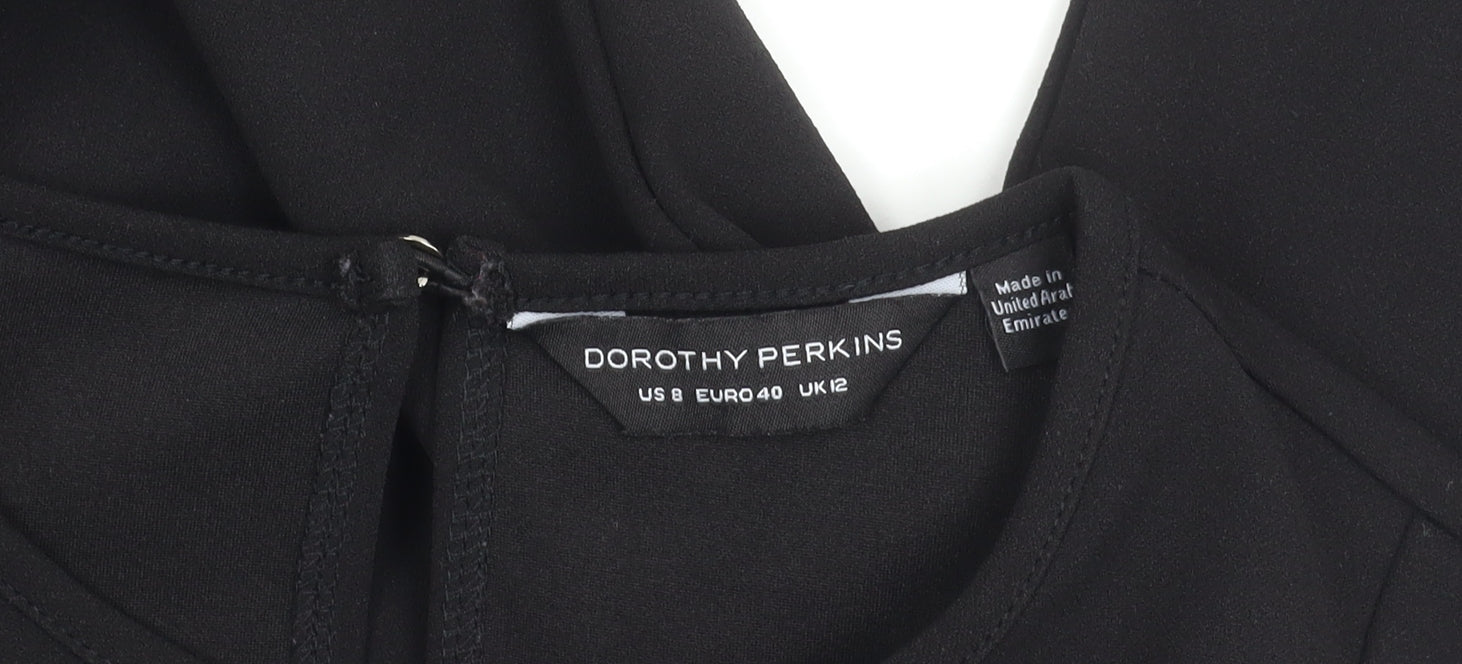 DOROTHY PERKINS
US 8 EURO 40 UK 12
Made in
United Arab
Emirate